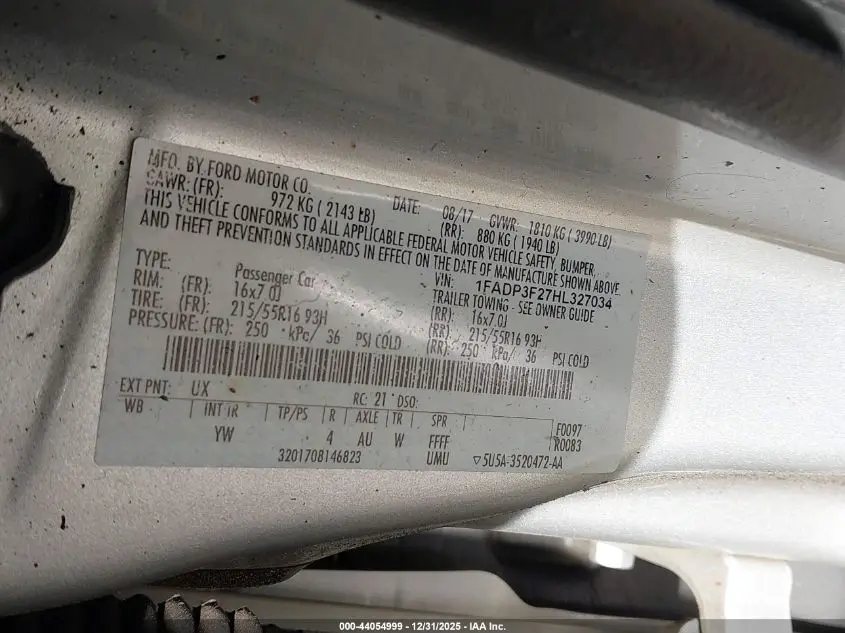 MFD. BY FORD MOTOR CO. DATE: 08/17 GVWR: 1810 KG ( 3990 LB)
GAWR: (FR): 972 KG ( 2143 LB) (RR): 880 KG ( 1940 LB)
THIS VEHICLE CONFORMS TO ALL APPLICABLE FEDERAL MOTOR VEHICLE SAFETY, BUMPER,
AND THEFT PREVENTION STANDARDS IN EFFECT ON THE DATE OF MANUFACTURE SHOWN ABOVE.
VIN: 1FADP3F27HL327034
TYPE: Passenger Car TRAILER TOWING - SEE OWNER GUIDE
RIM: (FR) 16x7.0J (RR): 16x7.0J
TIRE: (FR) 215/55R16 93H (RR): 215/55R16 93H
PRESSURE: (FR): 250 kPa/ 36 PSI COLD (RR): 250 kPa/ 36 PSI COLD
EXT PNT: UX RC: 21 DSO:
WB INT TR TP/PS R AXLE TR SPR F0097
YW 4 AU W FFFF R0083
3201708146823 UMU ▽5U5A-3520472-AA
000-44054999 - 12/31/2025 - IAA Inc.